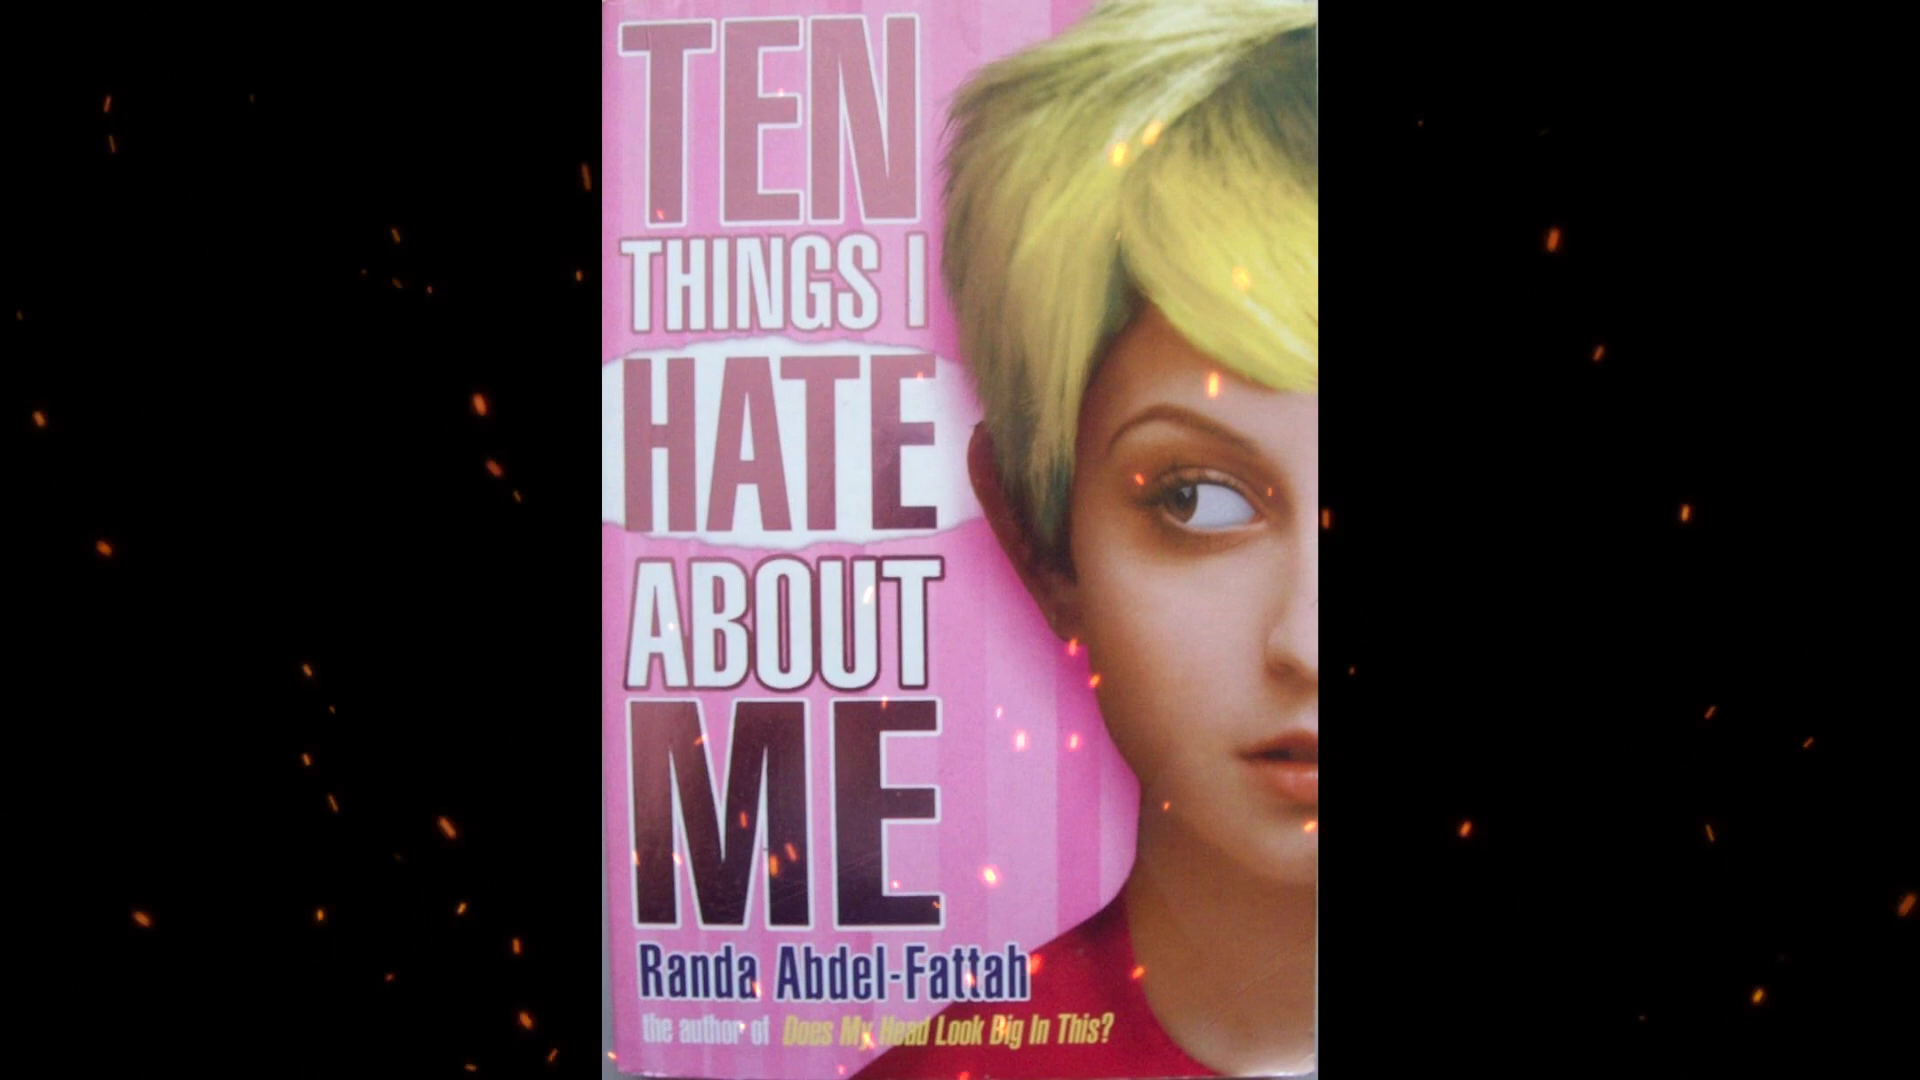 TEN
THINGS I
HATE
ABOUT
ME
Randa Abdel-Fattah
the author of Does My Head Look Big In This?